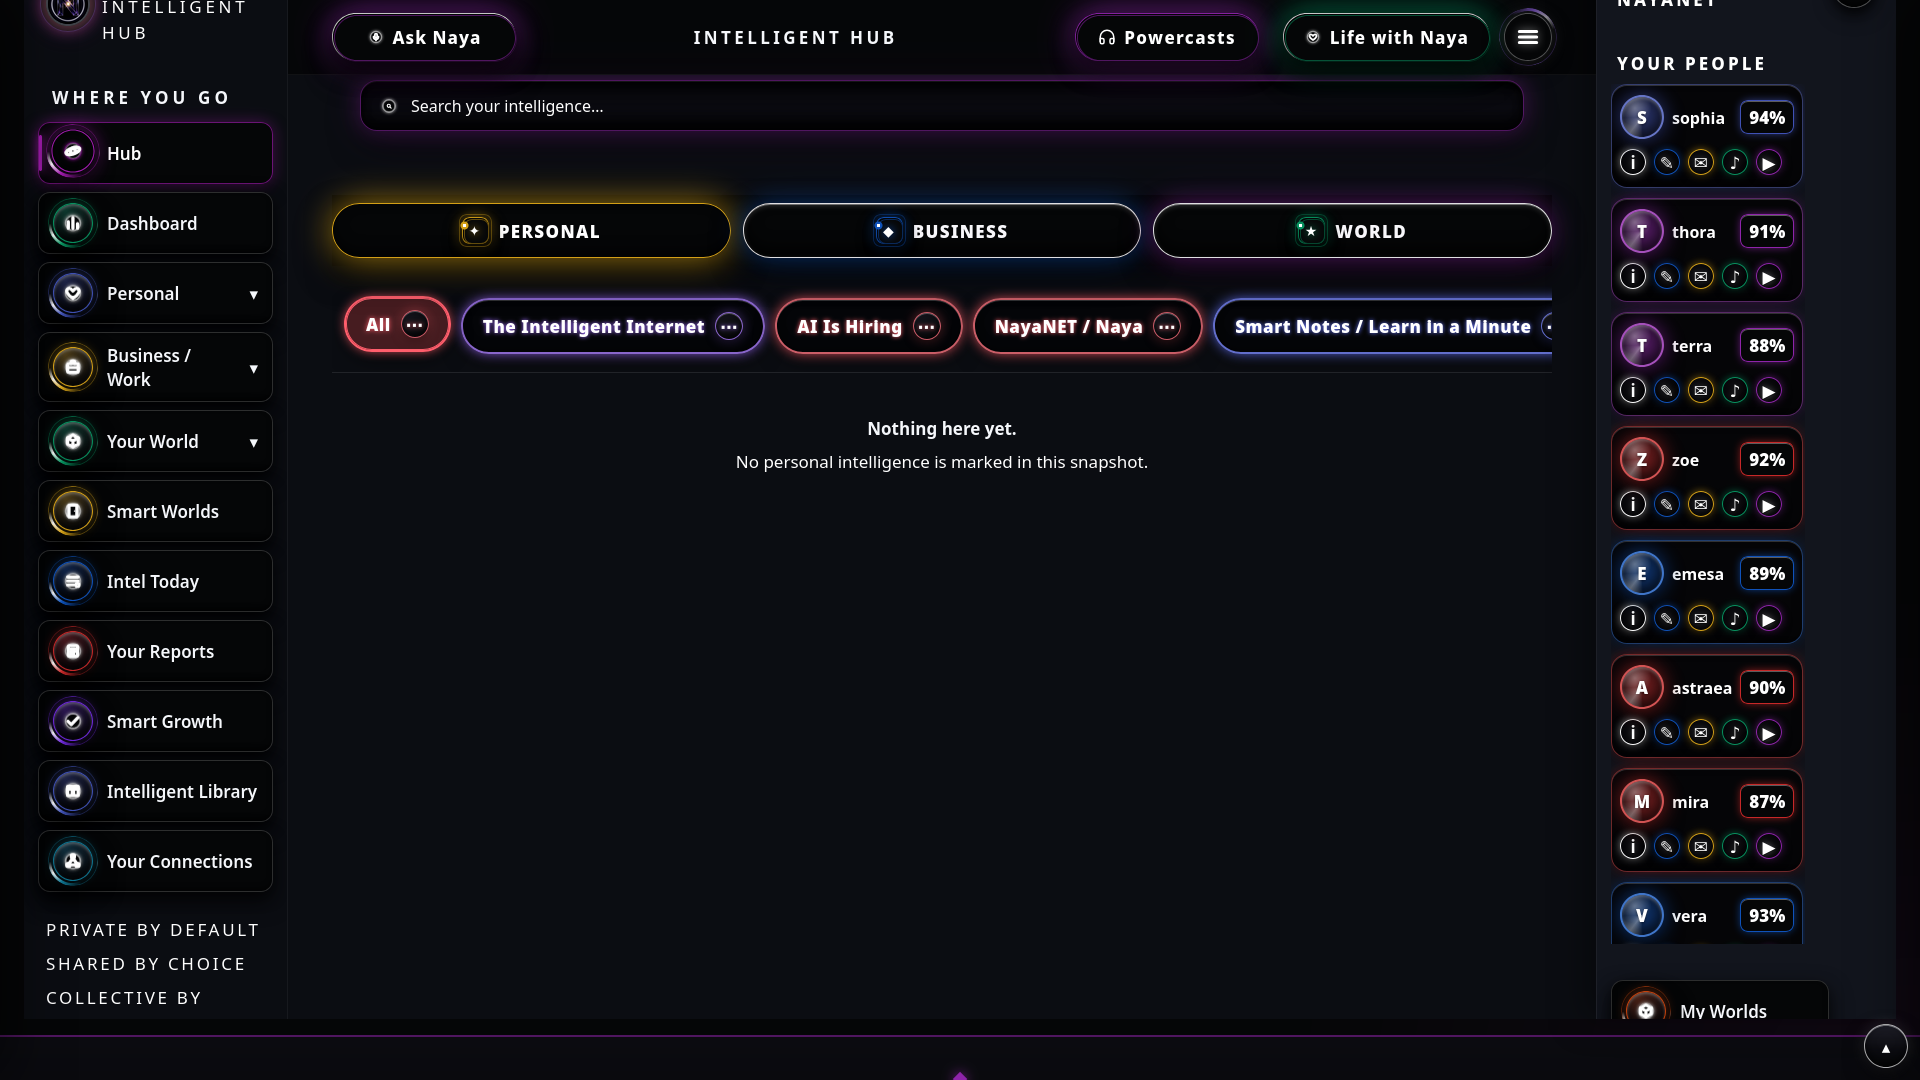 INTELLIGENT
HUB
WHERE YOU GO
Hub
Dashboard
Personal
Business /
Work
Your World
Smart Worlds
Intel Today
Your Reports
Smart Growth
Intelligent Library
Your Connections
PRIVATE BY DEFAULT
SHARED BY CHOICE
COLLECTIVE BY
Ask Naya
INTELLIGENT HUB
Powercasts
Life with Naya
Search your intelligence...
PERSONAL
BUSINESS
WORLD
All
The Intelligent Internet
AI Is Hiring
NayaNET / Naya
Smart Notes / Learn in a Minute
Nothing here yet.
No personal intelligence is marked in this snapshot.
NAYANET
YOUR PEOPLE
S sophia 94%
T thora 91%
T terra 88%
Z zoe 92%
E emesa 89%
A astraea 90%
M mira 87%
V vera 93%
My Worlds